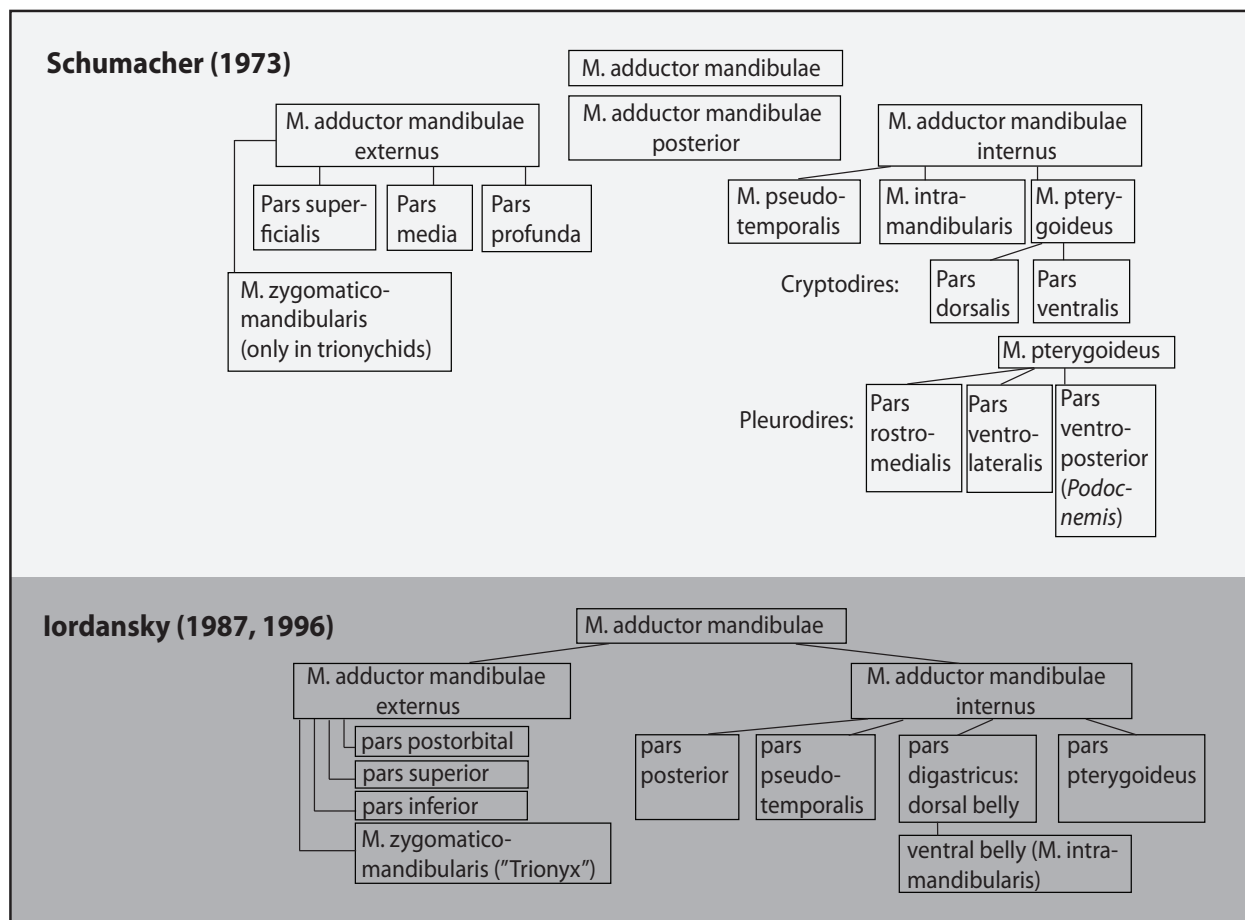 Schumacher (1973)
M. adductor mandibulae
M. adductor mandibulae
externus
M. adductor mandibulae
posterior
M. adductor mandibulae
internus
Pars super-
ficialis
Pars
media
Pars
profunda
M. pseudo-
temporalis
M. intra-
mandibularis
M. ptery-
goideus
M. zygomatico-
mandibularis
(only in trionychids)
Cryptodires:
Pars
dorsalis
Pars
ventralis
M. pterygoideus
Pleurodires:
Pars
rostro-
medialis
Pars
ventro-
lateralis
Pars
ventro-
posterior
(Podoc-
nemis)
Iordansky (1987, 1996)
M. adductor mandibulae
M. adductor mandibulae
externus
M. adductor mandibulae
internus
pars postorbital
pars superior
pars inferior
M. zygomatico-
mandibularis (”Trionyx”)
pars
posterior
pars
pseudo-
temporalis
pars
digastricus:
dorsal belly
pars
pterygoideus
ventral belly (M. intra-
mandibularis)